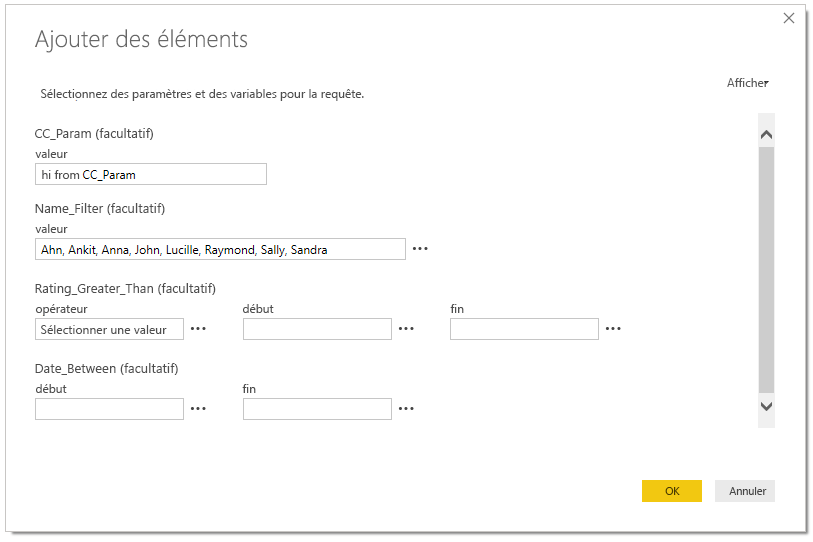 Ajouter des éléments
Afficher
Sélectionnez des paramètres et des variables pour la requête.
CC_Param (facultatif)
valeur
hi from CC_Param
Name_Filter (facultatif)
valeur
Ahn, Ankit, Anna, John, Lucille, Raymond, Sally, Sandra
Rating_Greater_Than (facultatif)
opérateur début fin
Sélectionner une valeur
Date_Between (facultatif)
début fin
OK Annuler